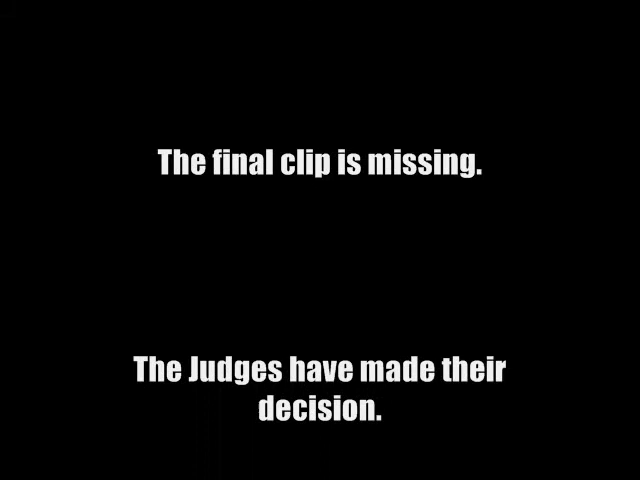 The final clip is missing.
The Judges have made their
decision.